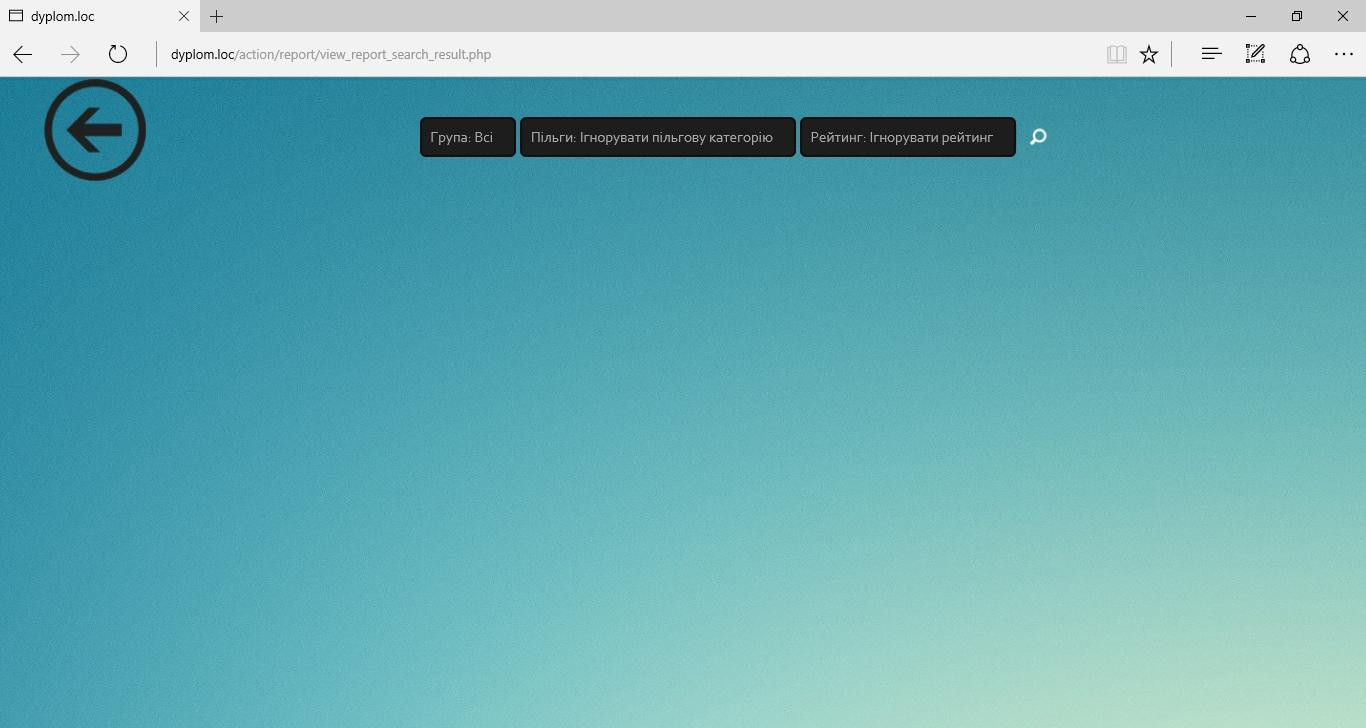 dyplom.loc
dyplom.loc/action/report/view_report_search_result.php
Група: Всі
Пільги: Ігнорувати пільгову категорію
Рейтинг: Ігнорувати рейтинг